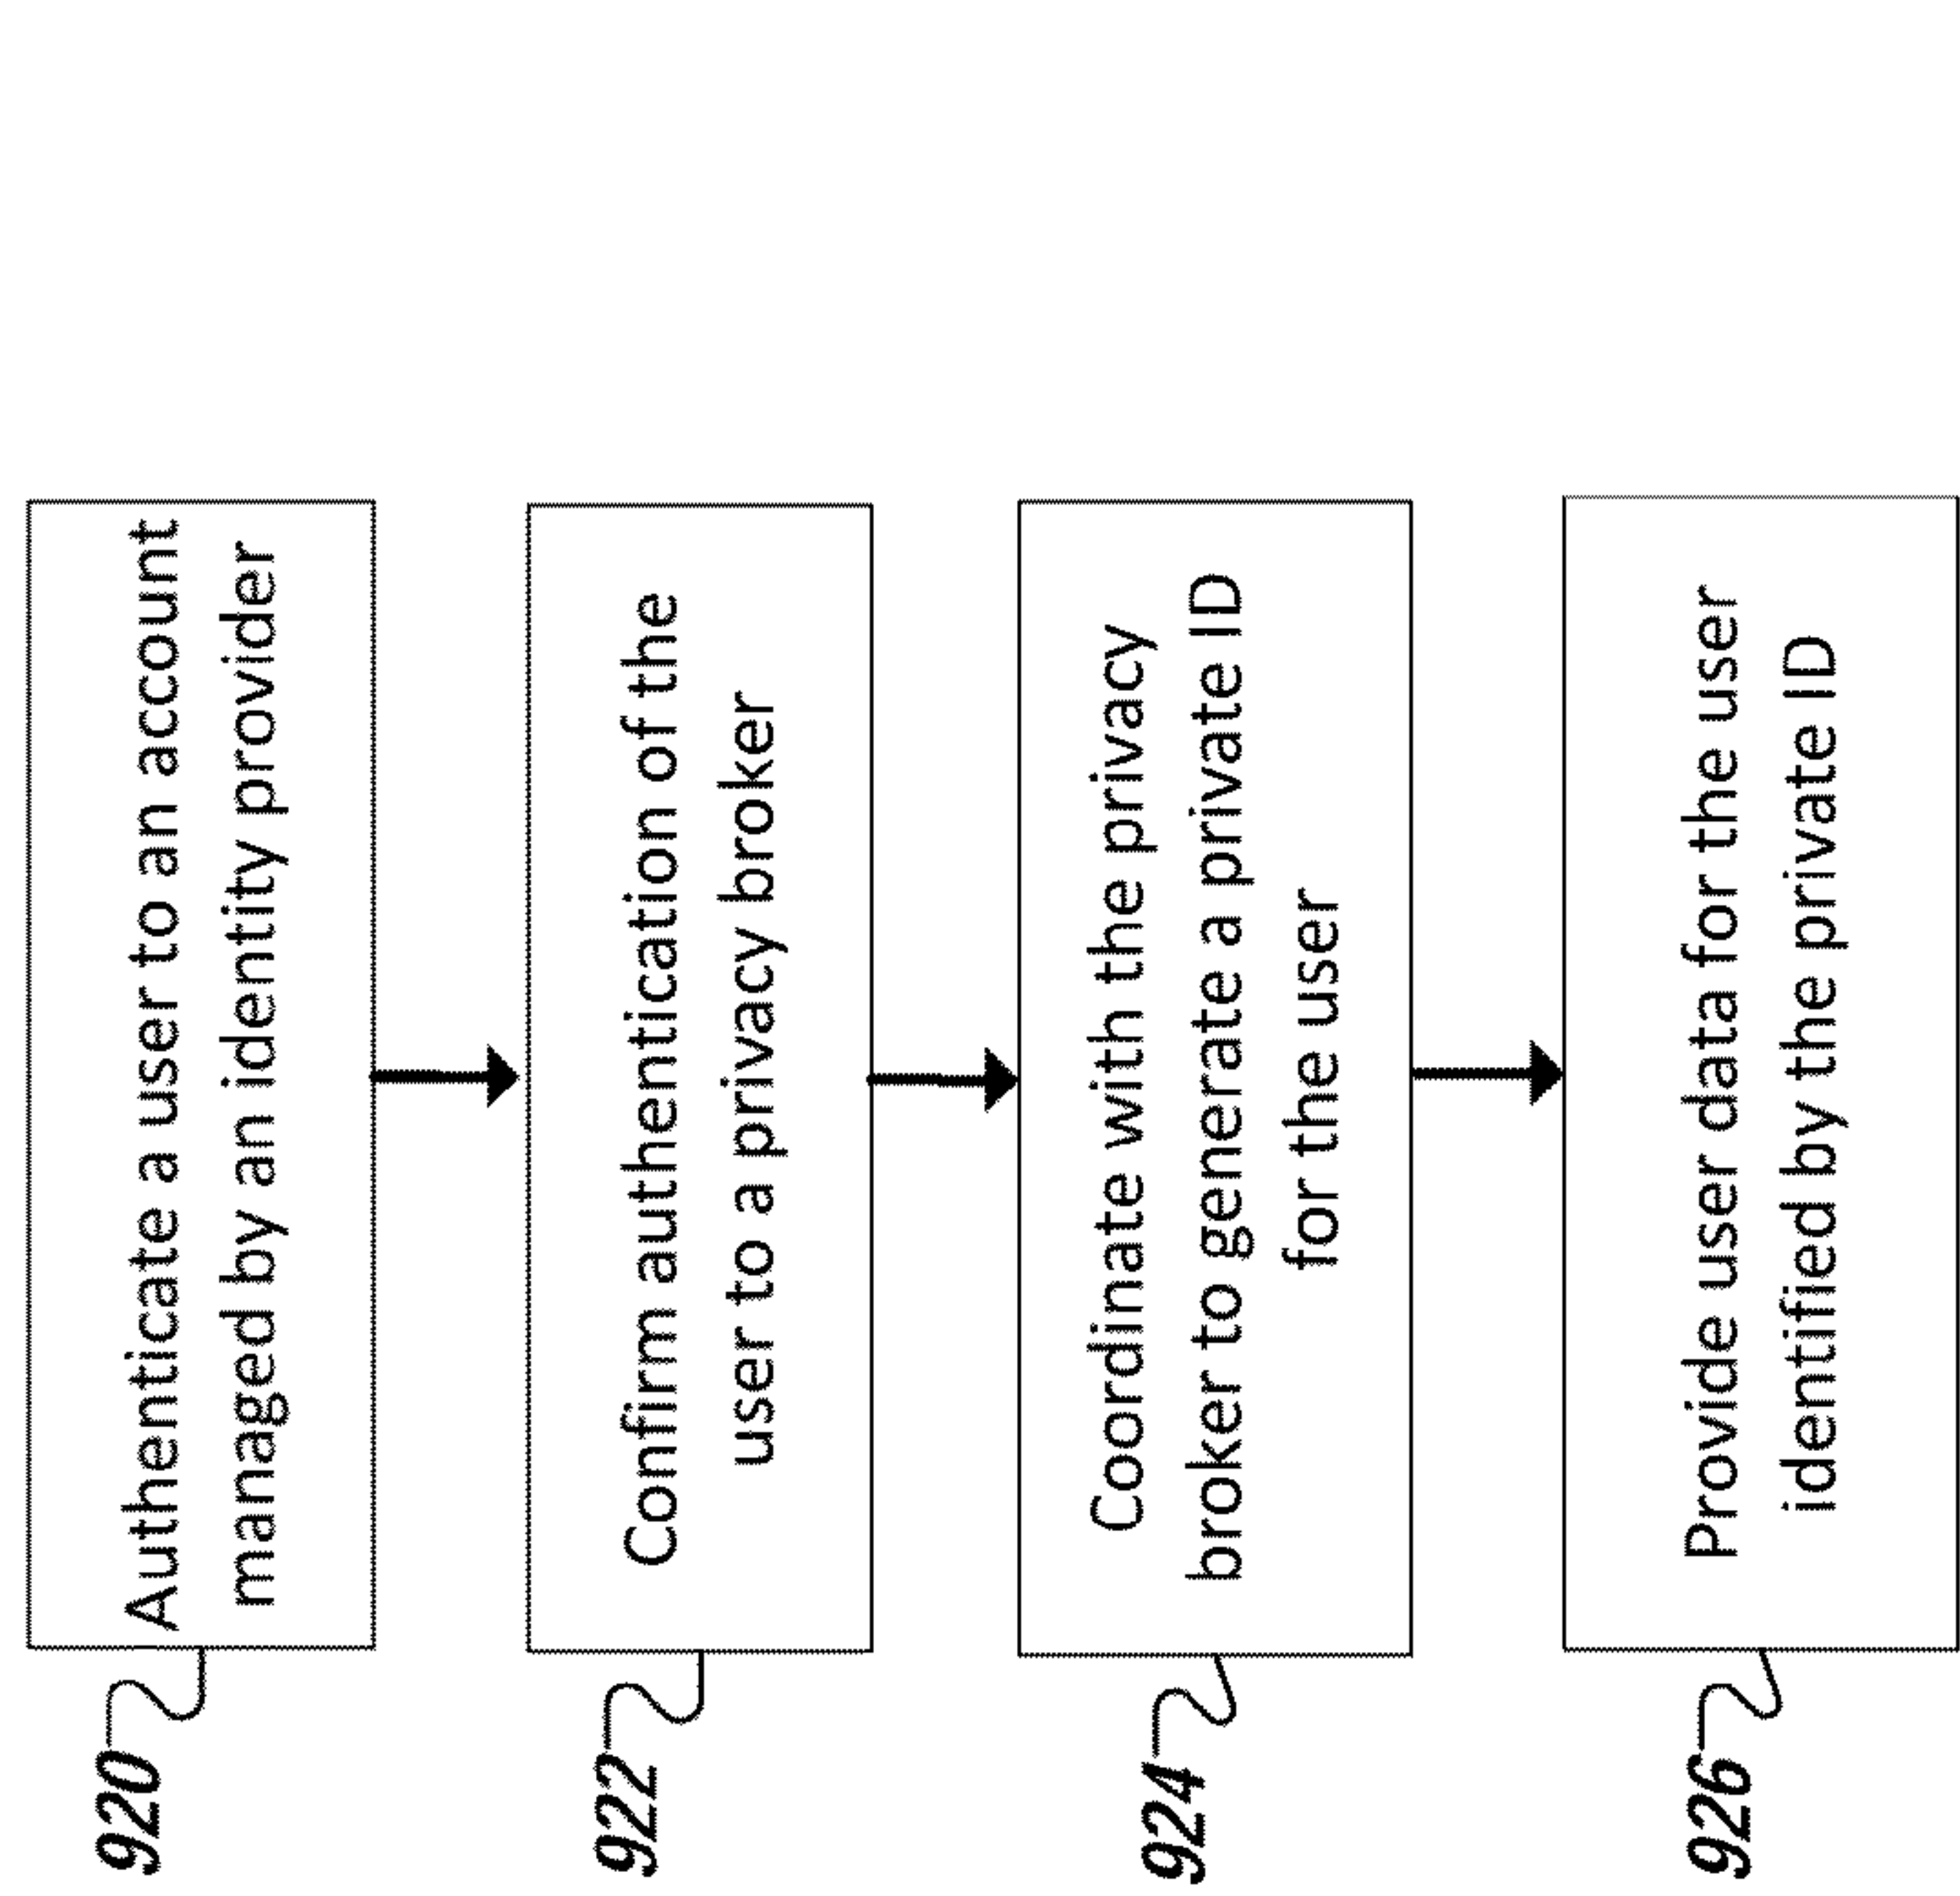 920
Authenticate a user to an account
managed by an identity provider
922
Confirm authentication of the
user to a privacy broker
924
Coordinate with the privacy
broker to generate a private ID
for the user
926
Provide user data for the user
identified by the private ID